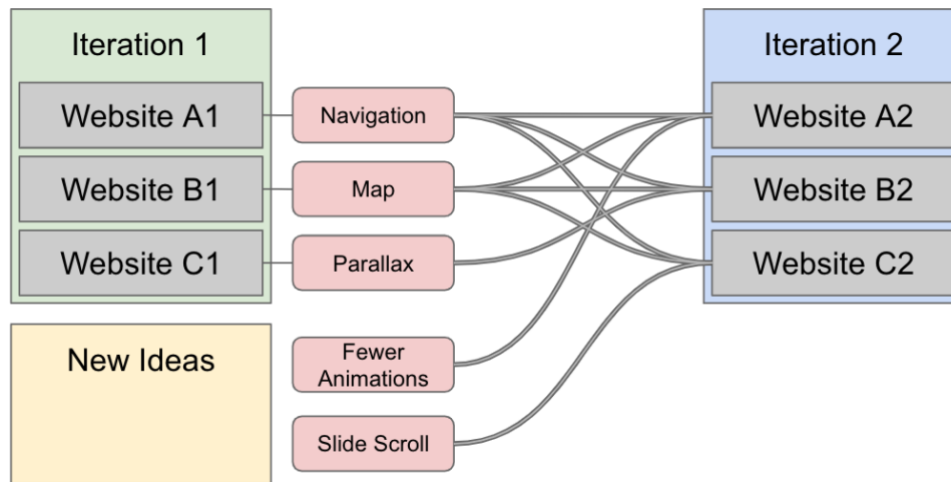 Iteration 1
Website A1
Website B1
Website C1
New Ideas
Navigation
Map
Parallax
Fewer
Animations
Slide Scroll
Iteration 2
Website A2
Website B2
Website C2